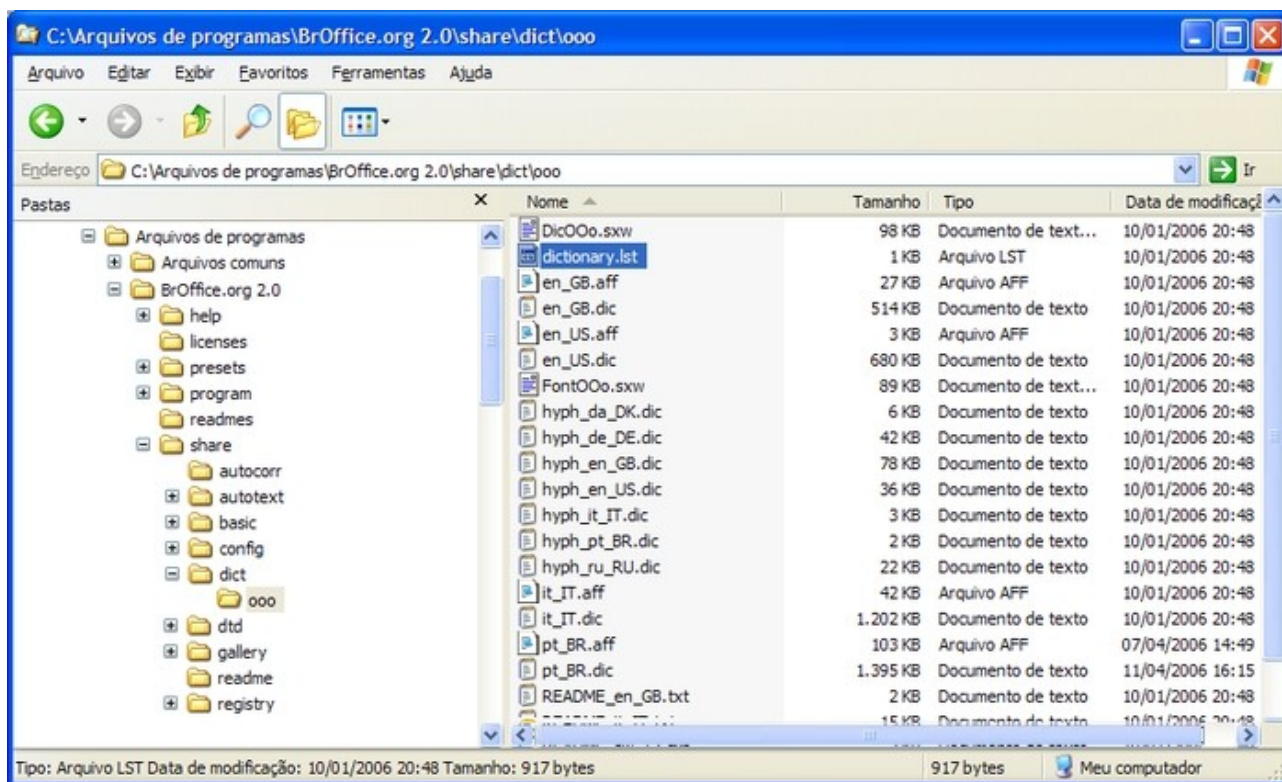 C:\Arquivos de programas\BrOffice.org 2.0\share\dict\ooo
Arquivo Editar Exibir Favoritos Ferramentas Ajuda
Endereço C:\Arquivos de programas\BrOffice.org 2.0\share\dict\ooo Ir
Pastas
Arquivos de programas
Arquivos comuns
BrOffice.org 2.0
help
licenses
presets
program
readmes
share
autocorr
autotext
basic
config
dict
ooo
dtd
gallery
readme
registry
Nome Tamanho Tipo Data de modificaçã
DicOOo.sxw 98 KB Documento de text... 10/01/2006 20:48
dictionary.lst 1 KB Arquivo LST 10/01/2006 20:48
en_GB.aff 27 KB Arquivo AFF 10/01/2006 20:48
en_GB.dic 514 KB Documento de texto 10/01/2006 20:48
en_US.aff 3 KB Arquivo AFF 10/01/2006 20:48
en_US.dic 680 KB Documento de texto 10/01/2006 20:48
FontOOo.sxw 89 KB Documento de text... 10/01/2006 20:48
hyph_da_DK.dic 6 KB Documento de texto 10/01/2006 20:48
hyph_de_DE.dic 42 KB Documento de texto 10/01/2006 20:48
hyph_en_GB.dic 78 KB Documento de texto 10/01/2006 20:48
hyph_en_US.dic 36 KB Documento de texto 10/01/2006 20:48
hyph_it_IT.dic 3 KB Documento de texto 10/01/2006 20:48
hyph_pt_BR.dic 2 KB Documento de texto 10/01/2006 20:48
hyph_ru_RU.dic 22 KB Documento de texto 10/01/2006 20:48
it_IT.aff 42 KB Arquivo AFF 10/01/2006 20:48
it_IT.dic 1.202 KB Documento de texto 10/01/2006 20:48
pt_BR.aff 103 KB Arquivo AFF 07/04/2006 14:49
pt_BR.dic 1.395 KB Documento de texto 11/04/2006 16:15
README_en_GB.txt 2 KB Documento de texto 10/01/2006 20:48
15 KB Documento de texto 10/01/2006 20:48
Tipo: Arquivo LST Data de modificação: 10/01/2006 20:48 Tamanho: 917 bytes 917 bytes Meu computador